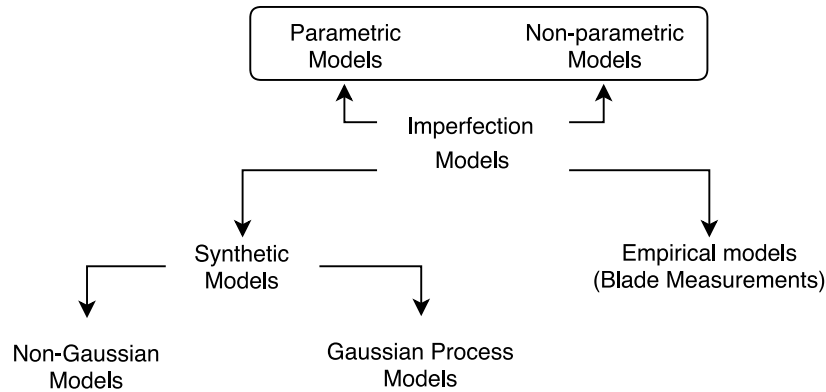 Parametric
Models
Non-parametric
Models
Imperfection
Models
Synthetic
Models
Empirical models
(Blade Measurements)
Non-Gaussian
Models
Gaussian Process
Models